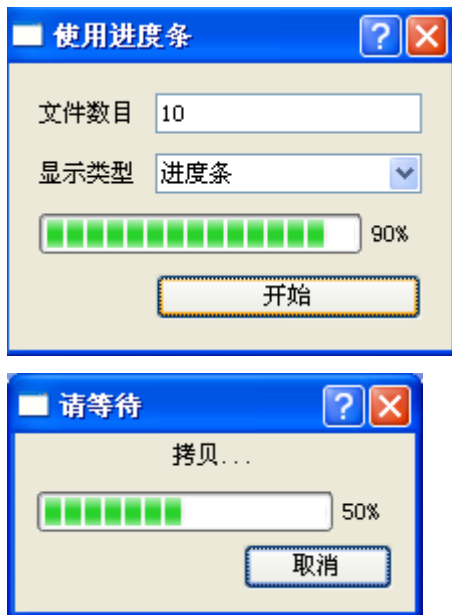 使用进度条
文件数目 10
显示类型 进度条
90%
开始
请等待
拷贝...
50%
取消